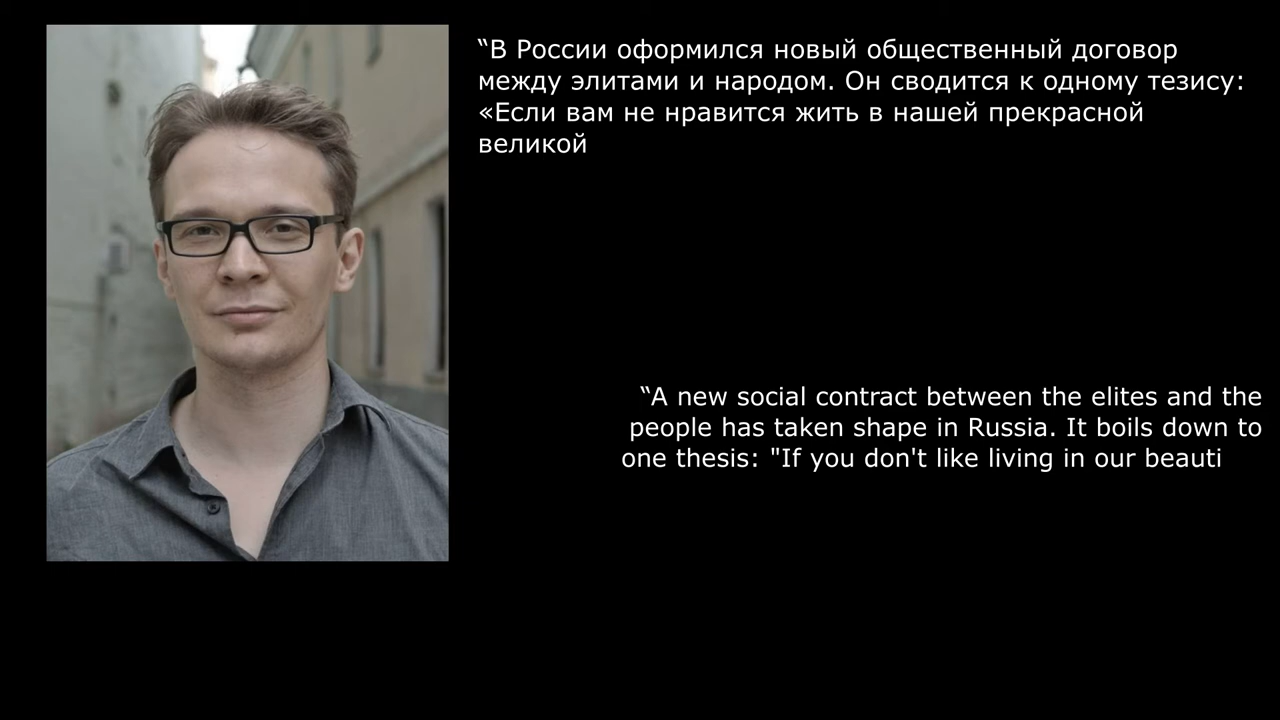 “В России оформился новый общественный договор
между элитами и народом. Он сводится к одному тезису:
«Если вам не нравится жить в нашей прекрасной
великой
“A new social contract between the elites and the
people has taken shape in Russia. It boils down to
one thesis: "If you don't like living in our beauti